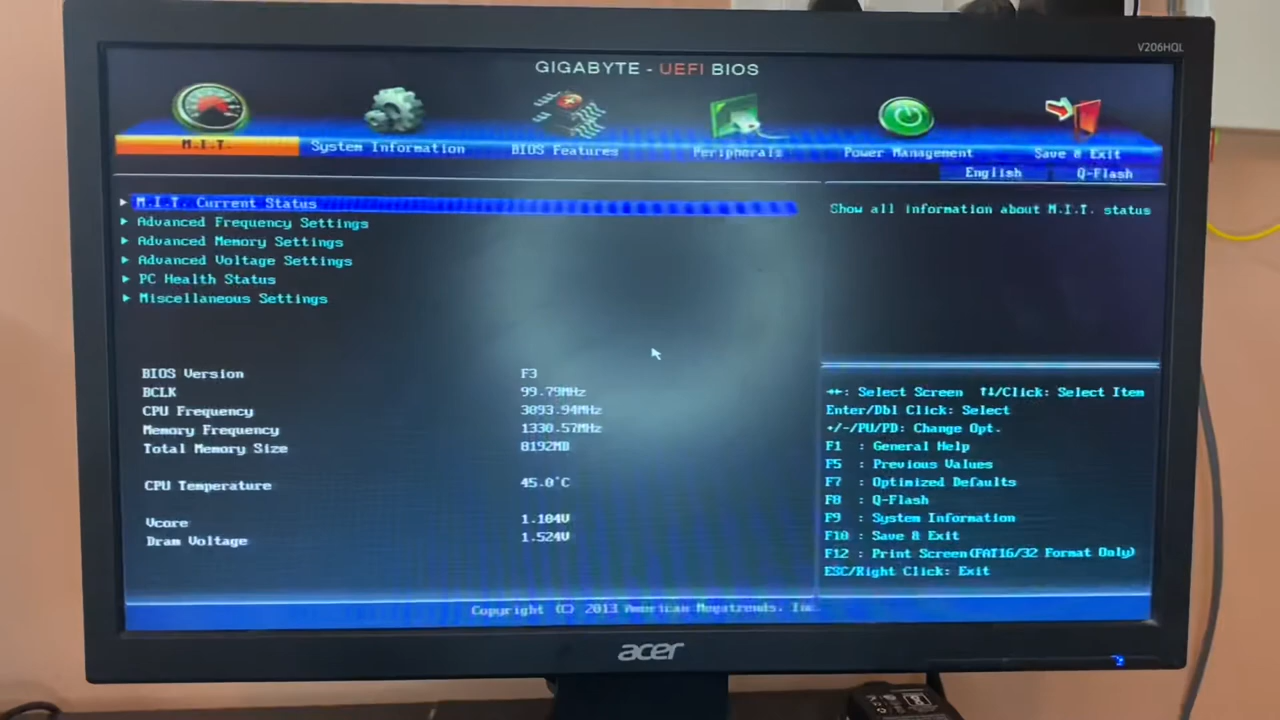 V206HQL
GIGABYTE - UEFI BIOS
M.I.T. System Information BIOS Features Peripherals Power Management Save & Exit
English Q-Flash
M.I.T. Current Status
Advanced Frequency Settings
Advanced Memory Settings
Advanced Voltage Settings
PC Health Status
Miscellaneous Settings
BIOS Version F3
BCLK 99.79MHz
CPU Frequency 3093.94MHz
Memory Frequency 1330.57MHz
Total Memory Size 8192MB
CPU Temperature 45.0°C
Vcore 1.104V
Dram Voltage 1.524V
Show all information about M.I.T. status
→←: Select Screen ↑↓/Click: Select Item
Enter/Dbl Click: Select
+/-/PU/PD: Change Opt.
F1 : General Help
F5 : Previous Values
F7 : Optimized Defaults
F8 : Q-Flash
F9 : System Information
F10 : Save & Exit
F12 : Print Screen(FAT16/32 Format Only)
ESC/Right Click: Exit
Copyright (C) 2013 American Megatrends, Inc.
acer